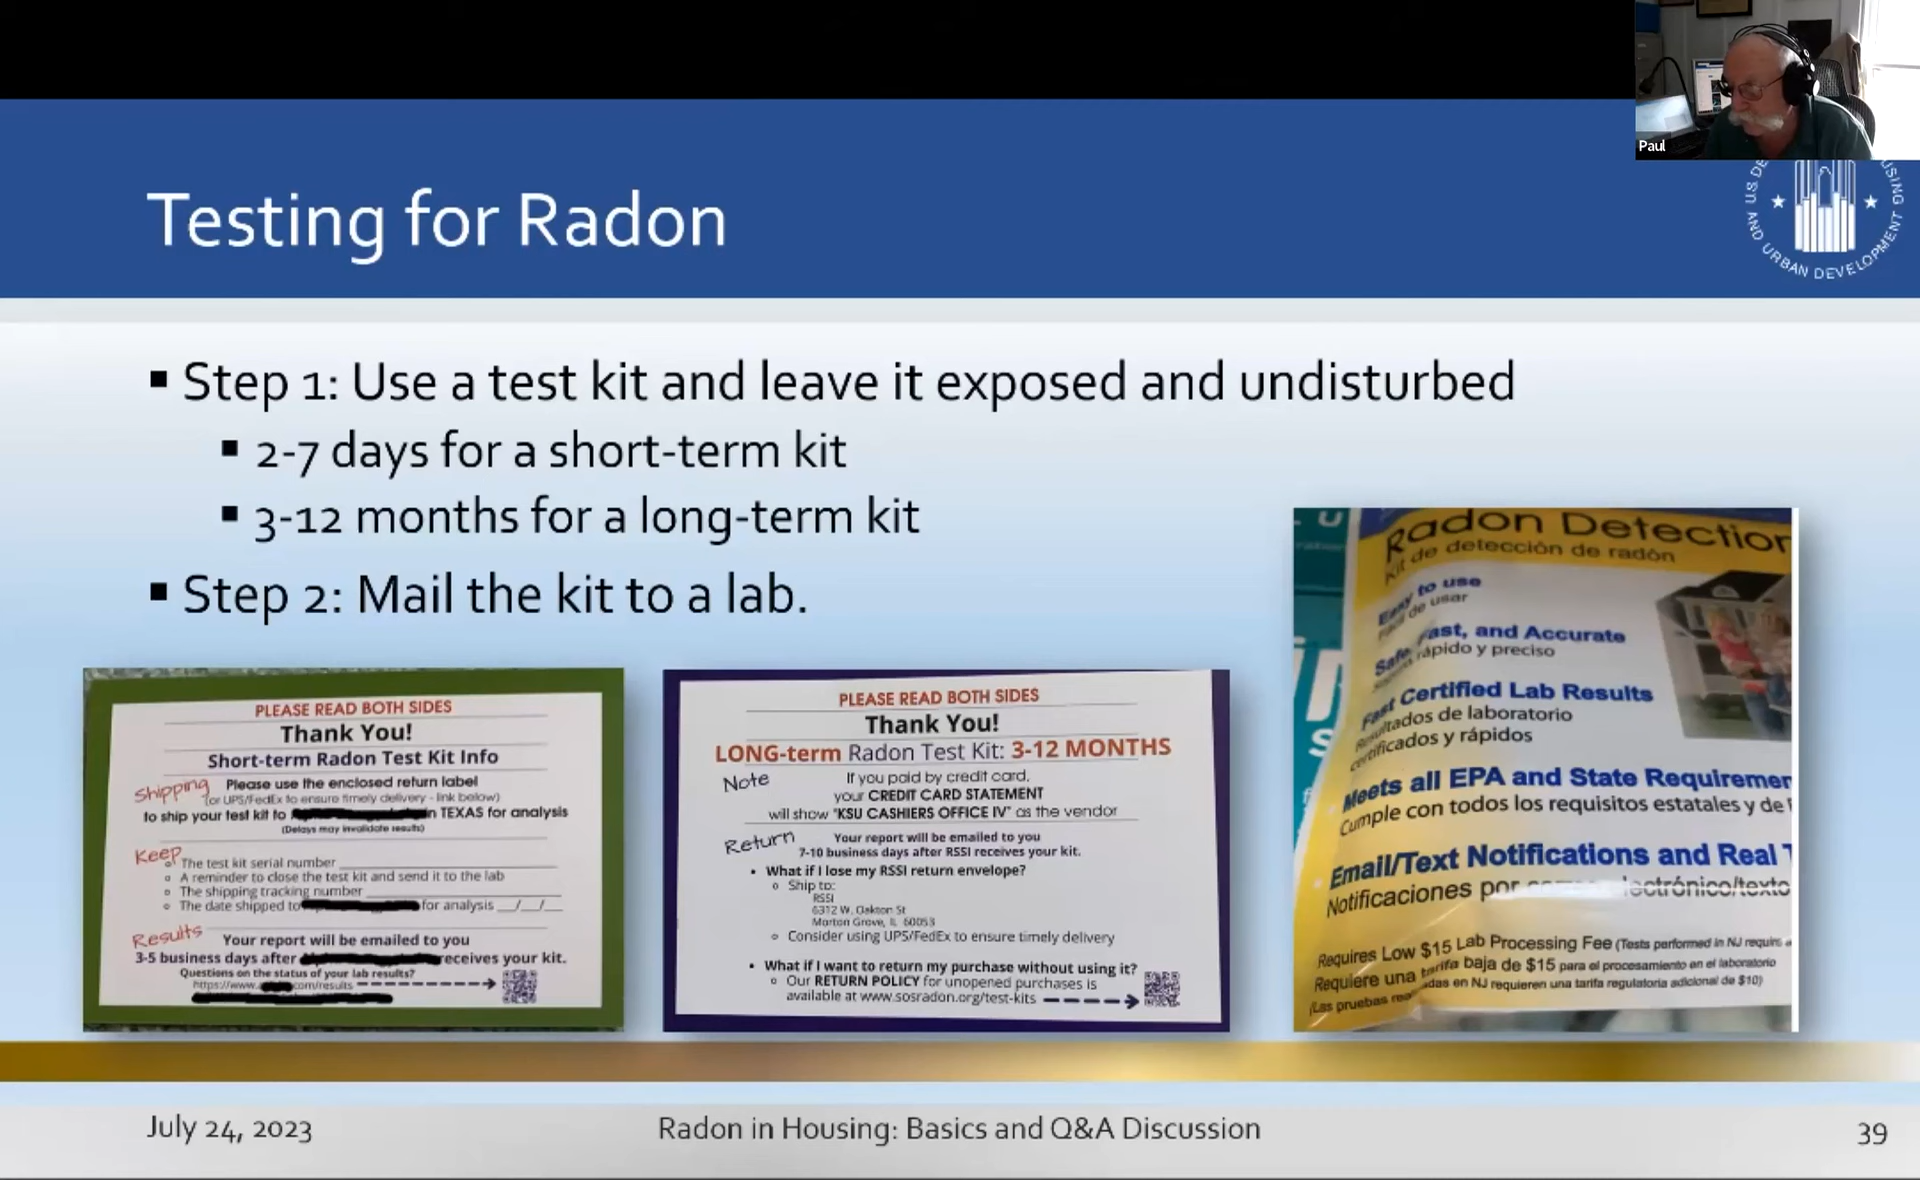 Paul
U.S. DE
USING
AND URBAN DEVELOPMENT
Testing for Radon
▪ Step 1: Use a test kit and leave it exposed and undisturbed
▪ 2-7 days for a short-term kit
▪ 3-12 months for a long-term kit
▪ Step 2: Mail the kit to a lab.
PLEASE READ BOTH SIDES
Thank You!
Short-term Radon Test Kit Info
Shipping
Please use the enclosed return label
(or UPS/FedEx to ensure timely delivery - link below)
to ship your test kit to in TEXAS for analysis
(Delays may invalidate results)
Keep
The test kit serial number
A reminder to close the test kit and send it to the lab
The shipping tracking number
The date shipped to for analysis __/__/__
Results
Your report will be emailed to you
3-5 business days after receives your kit.
Questions on the status of your lab results?
https://www. .com/results
PLEASE READ BOTH SIDES
Thank You!
LONG-term Radon Test Kit: 3-12 MONTHS
Note
If you paid by credit card,
your CREDIT CARD STATEMENT
will show "KSU CASHIERS OFFICE IV" as the vendor
Return
Your report will be emailed to you
7-10 business days after RSSI receives your kit.
• What if I lose my RSSI return envelope?
Ship to:
RSSI
6312 W. Oakton St
Morton Grove, IL 60053
Consider using UPS/FedEx to ensure timely delivery
• What if I want to return my purchase without using it?
Our RETURN POLICY for unopened purchases is
available at www.sosradon.org/test-kits
Radon Detection
Kit de detección de radón
Easy to use
de usar
Safe, Fast, and Accurate
rápido y preciso
Fast Certified Lab Results
Resultados de laboratorio
certificados y rápidos
Meets all EPA and State Requiremen
Cumple con todos los requisitos estatales y de
Email/Text Notifications and Real
Notificaciones por electrónico/texto
Requires Low $15 Lab Processing Fee (Tests performed in NJ require
Requiere una tarifa baja de $15 para el procesamiento en el laboratorio
(Las pruebas das en NJ requieren una tarifa regulatoria adicional de $10)
July 24, 2023
Radon in Housing: Basics and Q&A Discussion
39